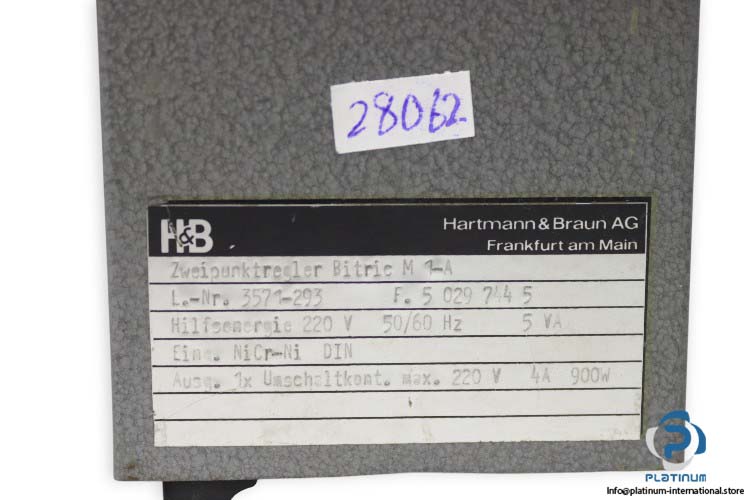 28062
H&B
Hartmann & Braun AG
Frankfurt am Main
Zweipunktregler Bitric M 1-A
L.-Nr. 3571-293 F. 5 029 744 5
Hilfsenergie 220 V 50/60 Hz 5 VA
Eing. NiCr-Ni DIN
Ausg. 1x Umschaltkont. max. 220 V 4A 900W
PLATINUM
Info@platinum-international.store